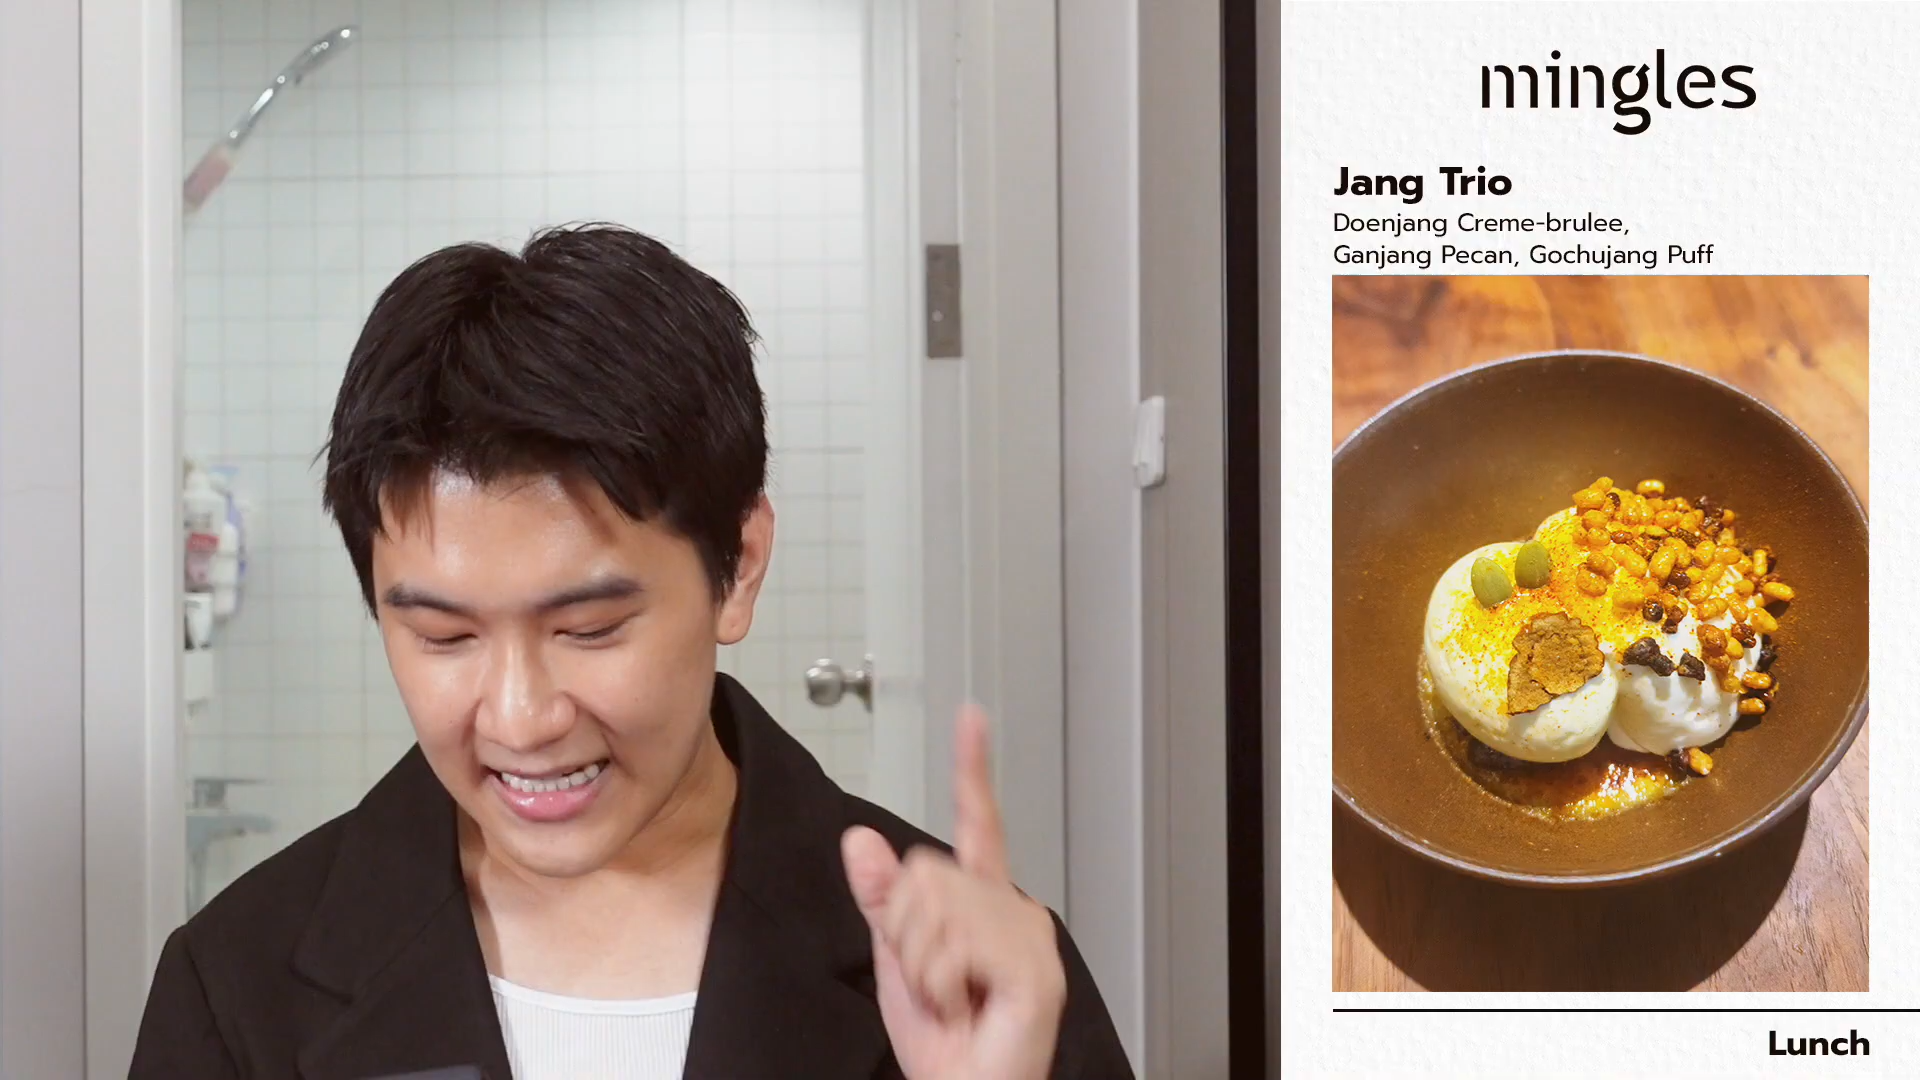 mingles
Jang Trio
Doenjang Creme-brulee,
Ganjang Pecan, Gochujang Puff
Lunch